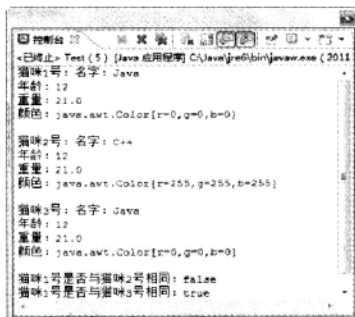 控制台
<已终止> Test (5) [Java 应用程序] C:\Java\jre6\bin\javaw.exe ( 2011
猫咪1号: 名字: Java
年龄: 12
重量: 21.0
颜色: java.awt.Color[r=0,g=0,b=0]
猫咪2号: 名字: C++
年龄: 12
重量: 21.0
颜色: java.awt.Color[r=255,g=255,b=255]
猫咪3号: 名字: Java
年龄: 12
重量: 21.0
颜色: java.awt.Color[r=0,g=0,b=0]
猫咪1号是否与猫咪2号相同: false
猫咪1号是否与猫咪3号相同: true